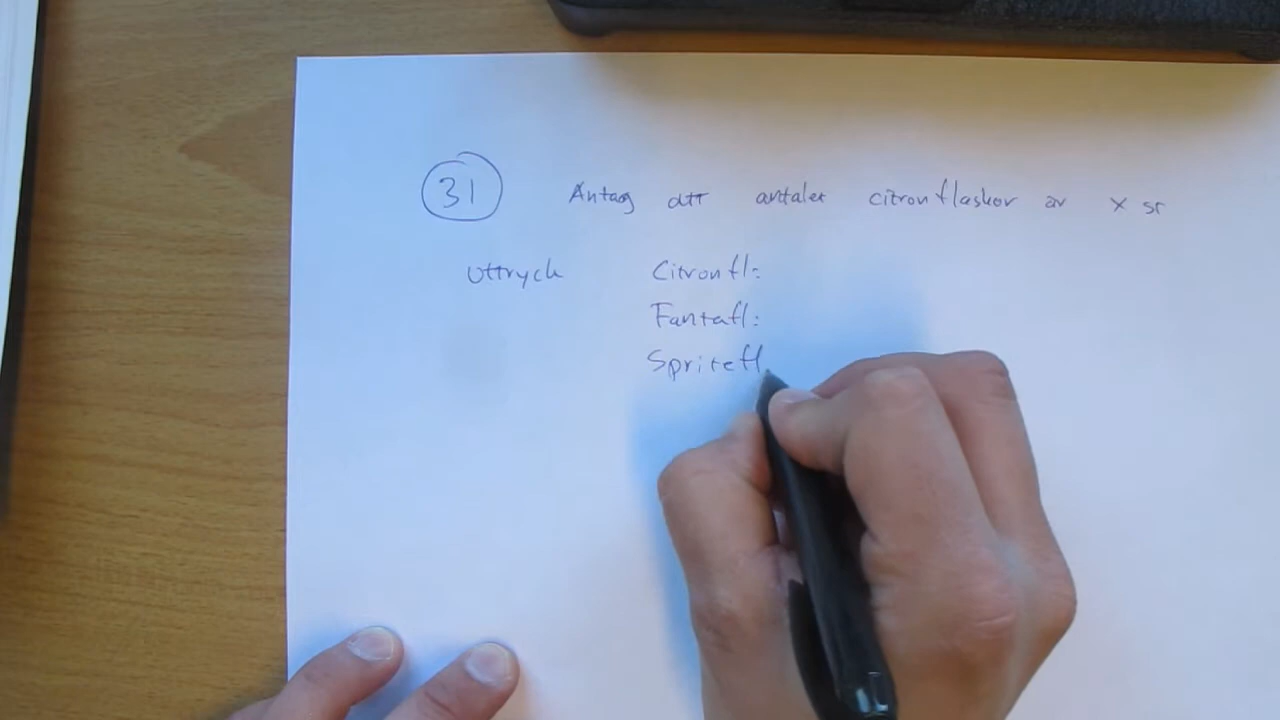 31 Antag att antalet citronflaskor är x st
Uttryck Citronfl:
Fantafl:
Spritefl